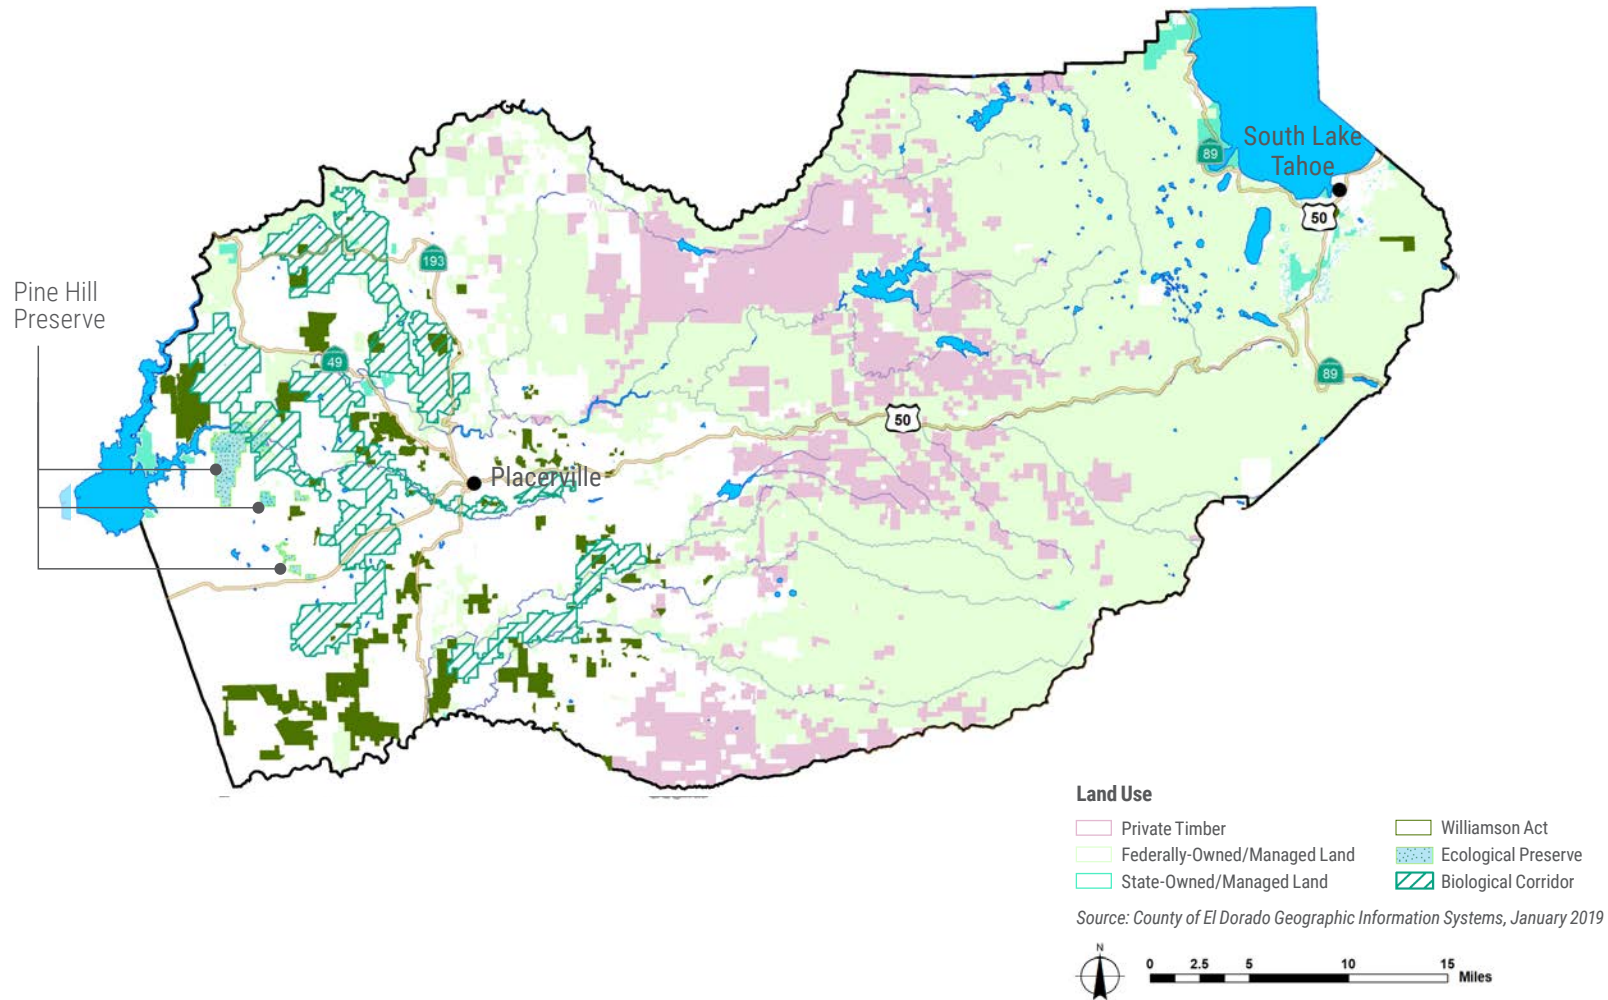 South Lake
Tahoe
89
50
193
Pine Hill
Preserve
49
89
50
Placerville
Land Use
Private Timber
Federally-Owned/Managed Land
State-Owned/Managed Land
Williamson Act
Ecological Preserve
Biological Corridor
Source: County of El Dorado Geographic Information Systems, January 2019
N
0 2.5 5 10 15 Miles